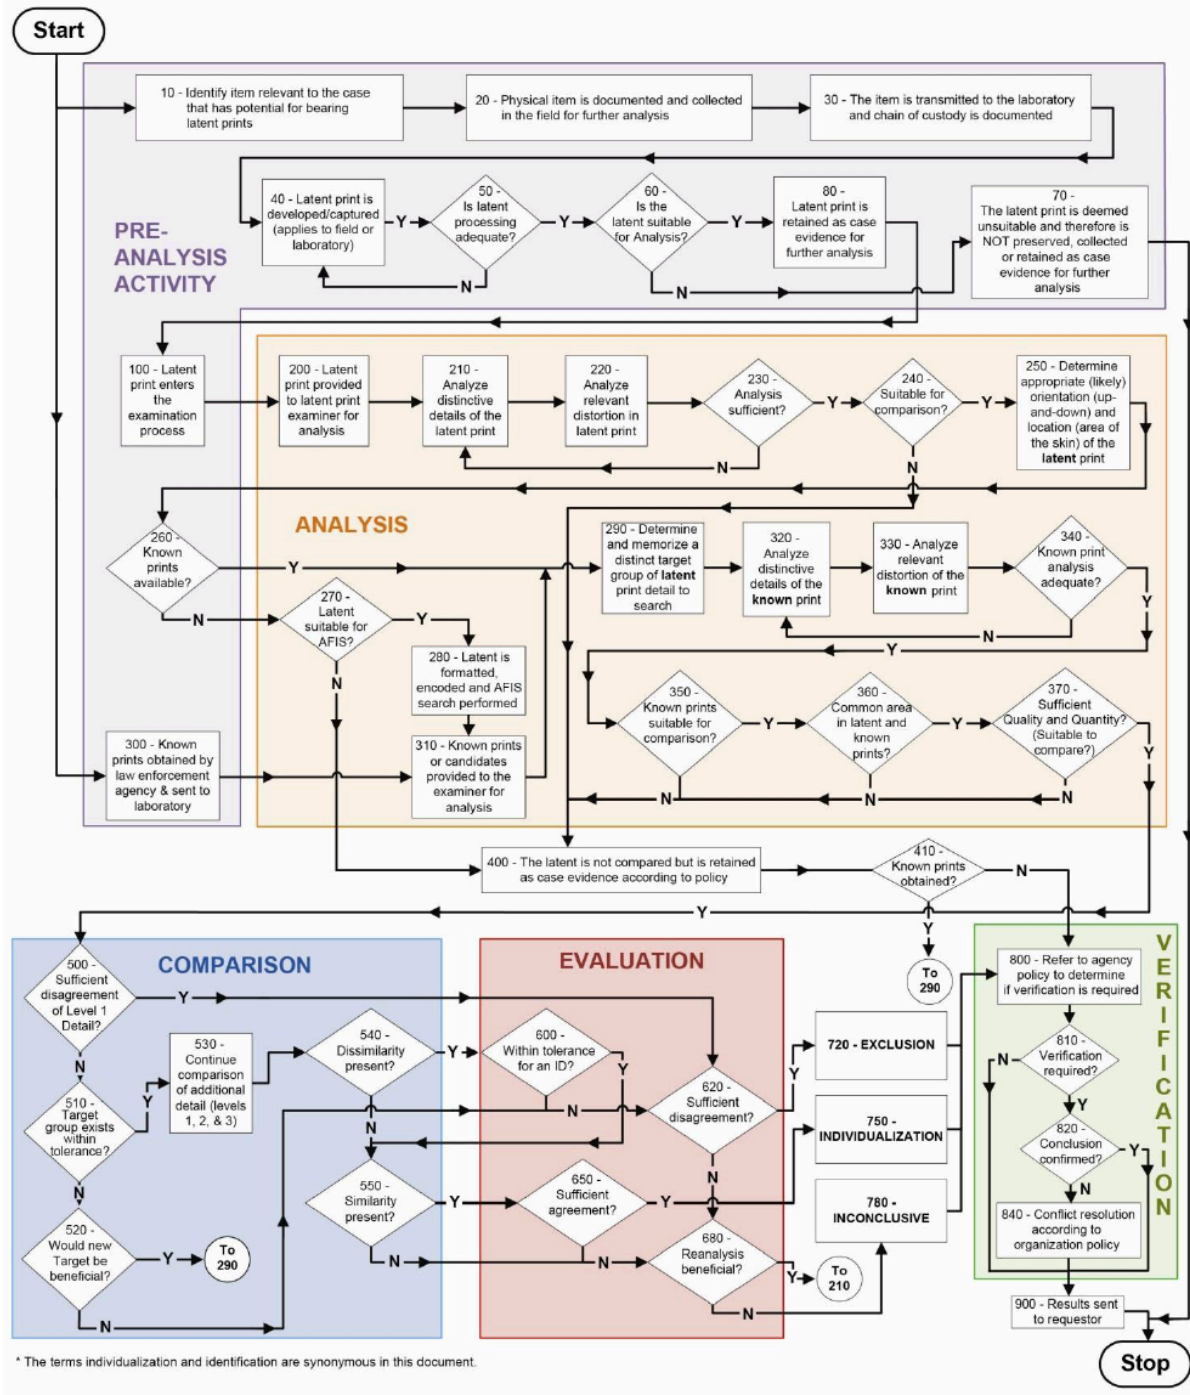 Start
10 - Identify item relevant to the case
that has potential for bearing
latent prints
20 - Physical item is documented and collected
in the field for further analysis
30 - The item is transmitted to the laboratory
and chain of custody is documented
PRE-
ANALYSIS
ACTIVITY
40 - Latent print is
developed/captured
(applies to field or
laboratory)
Y
50 -
Is latent
processing
adequate?
N
Y
60 -
Is the
latent suitable
for Analysis?
N
Y
80 -
Latent print is
retained as case
evidence for
further analysis
70 -
The latent print is deemed
unsuitable and therefore is
NOT preserved, collected
or retained as case
evidence for further
analysis
100 - Latent
print enters
the
examination
process
200 - Latent
print provided
to latent print
examiner for
analysis
210 -
Analyze
distinctive
details of the
latent print
220 -
Analyze
relevant
distortion in
latent print
230 -
Analysis
sufficient?
Y
N
240 -
Suitable for
comparison?
Y
N
250 - Determine
appropriate (likely)
orientation (up-
and-down) and
location (area of
the skin) of the
latent print
ANALYSIS
260 -
Known
prints
available?
Y
N
270 -
Latent
suitable for
AFIS?
Y
N
280 - Latent is
formatted,
encoded and AFIS
search performed
290 - Determine
and memorize a
distinct target
group of latent
print detail to
search
320 -
Analyze
distinctive
details of the
known print
330 - Analyze
relevant
distortion of the
known print
340 -
Known print
analysis
adequate?
Y
N
Y
300 - Known
prints obtained by
law enforcement
agency & sent to
laboratory
310 - Known prints
or candidates
provided to the
examiner for
analysis
350 -
Known prints
suitable for
comparison?
Y
N
360 -
Common area
in latent and
known
prints?
Y
N
370 -
Sufficient
Quality and Quantity?
(Suitable to
compare?)
Y
N
400 - The latent is not compared but is retained
as case evidence according to policy
410 -
Known prints
obtained?
N
Y
To
290
Y
COMPARISON
500 -
Sufficient
disagreement
of Level 1
Detail?
Y
N
510 -
Target
group exists
within
tolerance?
Y
N
520 -
Would new
Target be
beneficial?
Y
To
290
N
530 -
Continue
comparison
of additional
detail (levels
1, 2, & 3)
540 -
Dissimilarity
present?
Y
N
550 -
Similarity
present?
Y
N
EVALUATION
600 -
Within tolerance
for an ID?
Y
N
620 -
Sufficient
disagreement?
Y
N
650 -
Sufficient
agreement?
Y
N
680 -
Reanalysis
beneficial?
Y
To
210
N
720 - EXCLUSION
750 -
INDIVIDUALIZATION
780 -
INCONCLUSIVE
VERIFICATION
800 - Refer to agency
policy to determine
if verification is required
810 -
Verification
required?
N
Y
820 -
Conclusion
confirmed?
Y
N
840 - Conflict resolution
according to
organization policy
900 - Results sent
to requestor
Stop
* The terms individualization and identification are synonymous in this document.